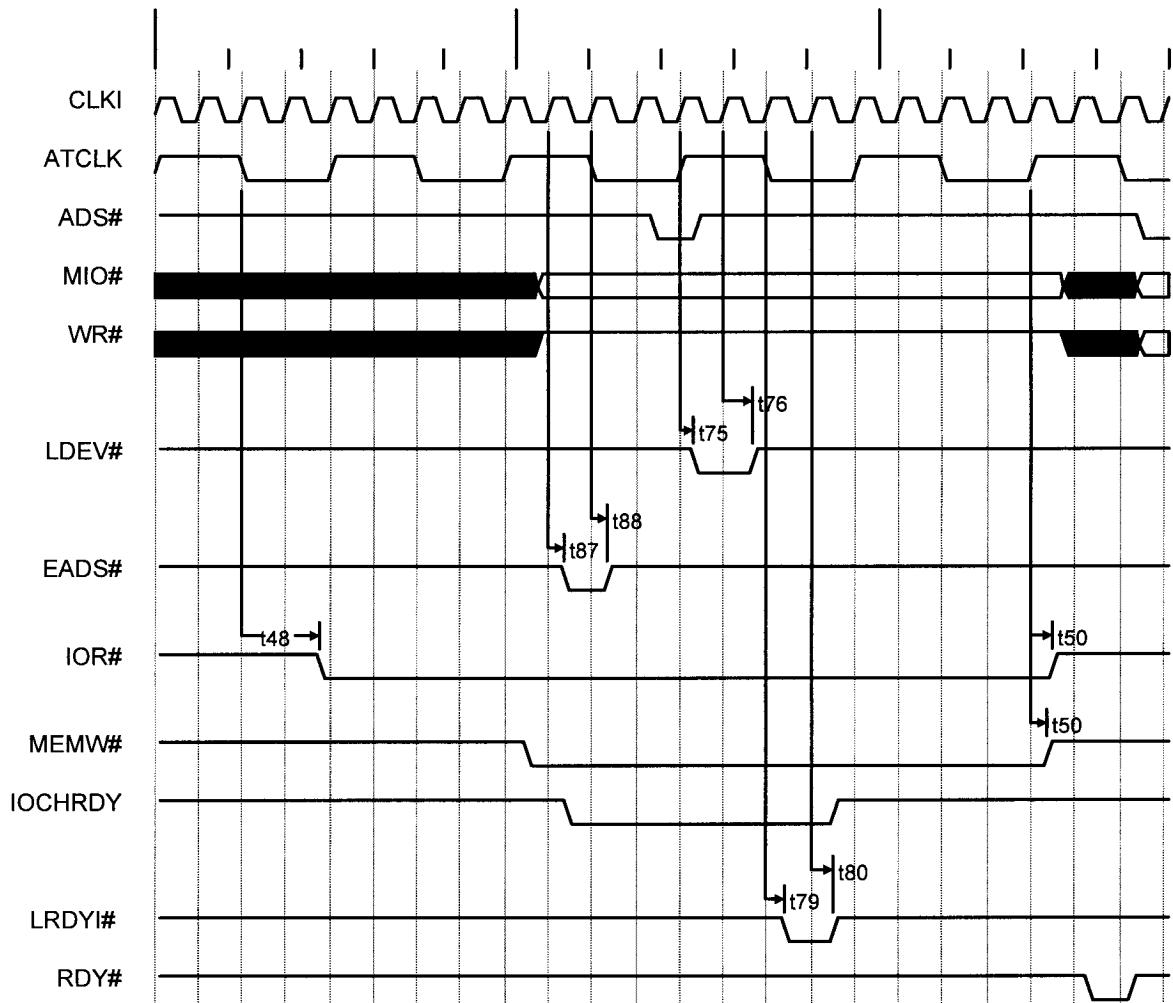 CLKI
ATCLK
ADS#
MIO#
WR#
t76
t75
LDEV#
t88
t87
EADS#
t48
t50
IOR#
t50
MEMW#
IOCHRDY
t80
t79
LRDYI#
RDY#